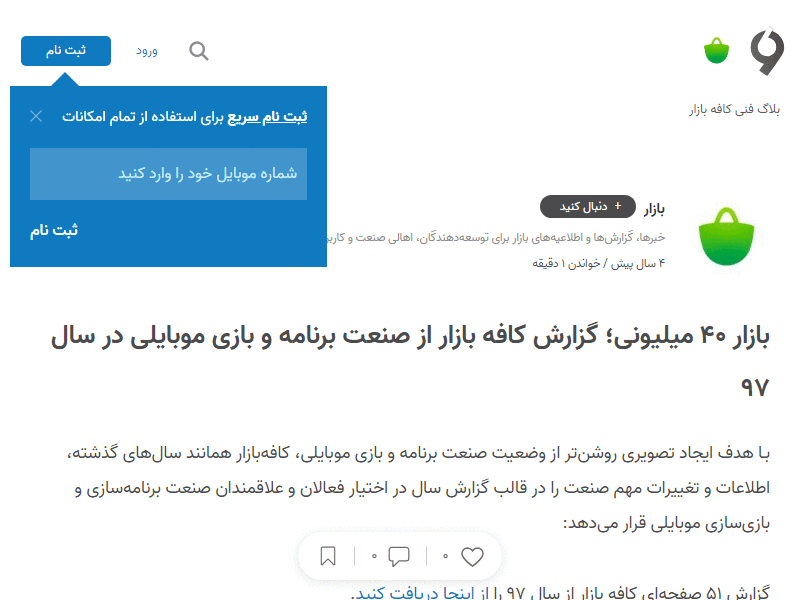 ثبت نام
ورود
بلاگ فنی کافه بازار
ثبت نام سریع برای استفاده از تمام امکانات
شماره موبایل خود را وارد کنید
ثبت نام
بازار
+ دنبال کنید
خبرها، گزارش‌ها و اطلاعیه‌های بازار برای توسعه‌دهندگان، اهالی صنعت و
۴ سال پیش / خواندن ۱ دقیقه
بازار ۴۰ میلیونی؛ گزارش کافه بازار از صنعت برنامه و بازی موبایلی در سال
۹۷
با هدف ایجاد تصویری روشن‌تر از وضعیت صنعت برنامه و بازی موبایلی، کافه‌بازار همانند سال‌های گذشته،
اطلاعات و تغییرات مهم صنعت را در قالب گزارش سال در اختیار فعالان و علاقمندان صنعت برنامه‌سازی و
بازی‌سازی موبایلی قرار می‌دهد:
۰
۰
گزارش ۵۱ صفحه‌ای کافه بازار از سال ۹۷ را از اینجا دریافت کنید.